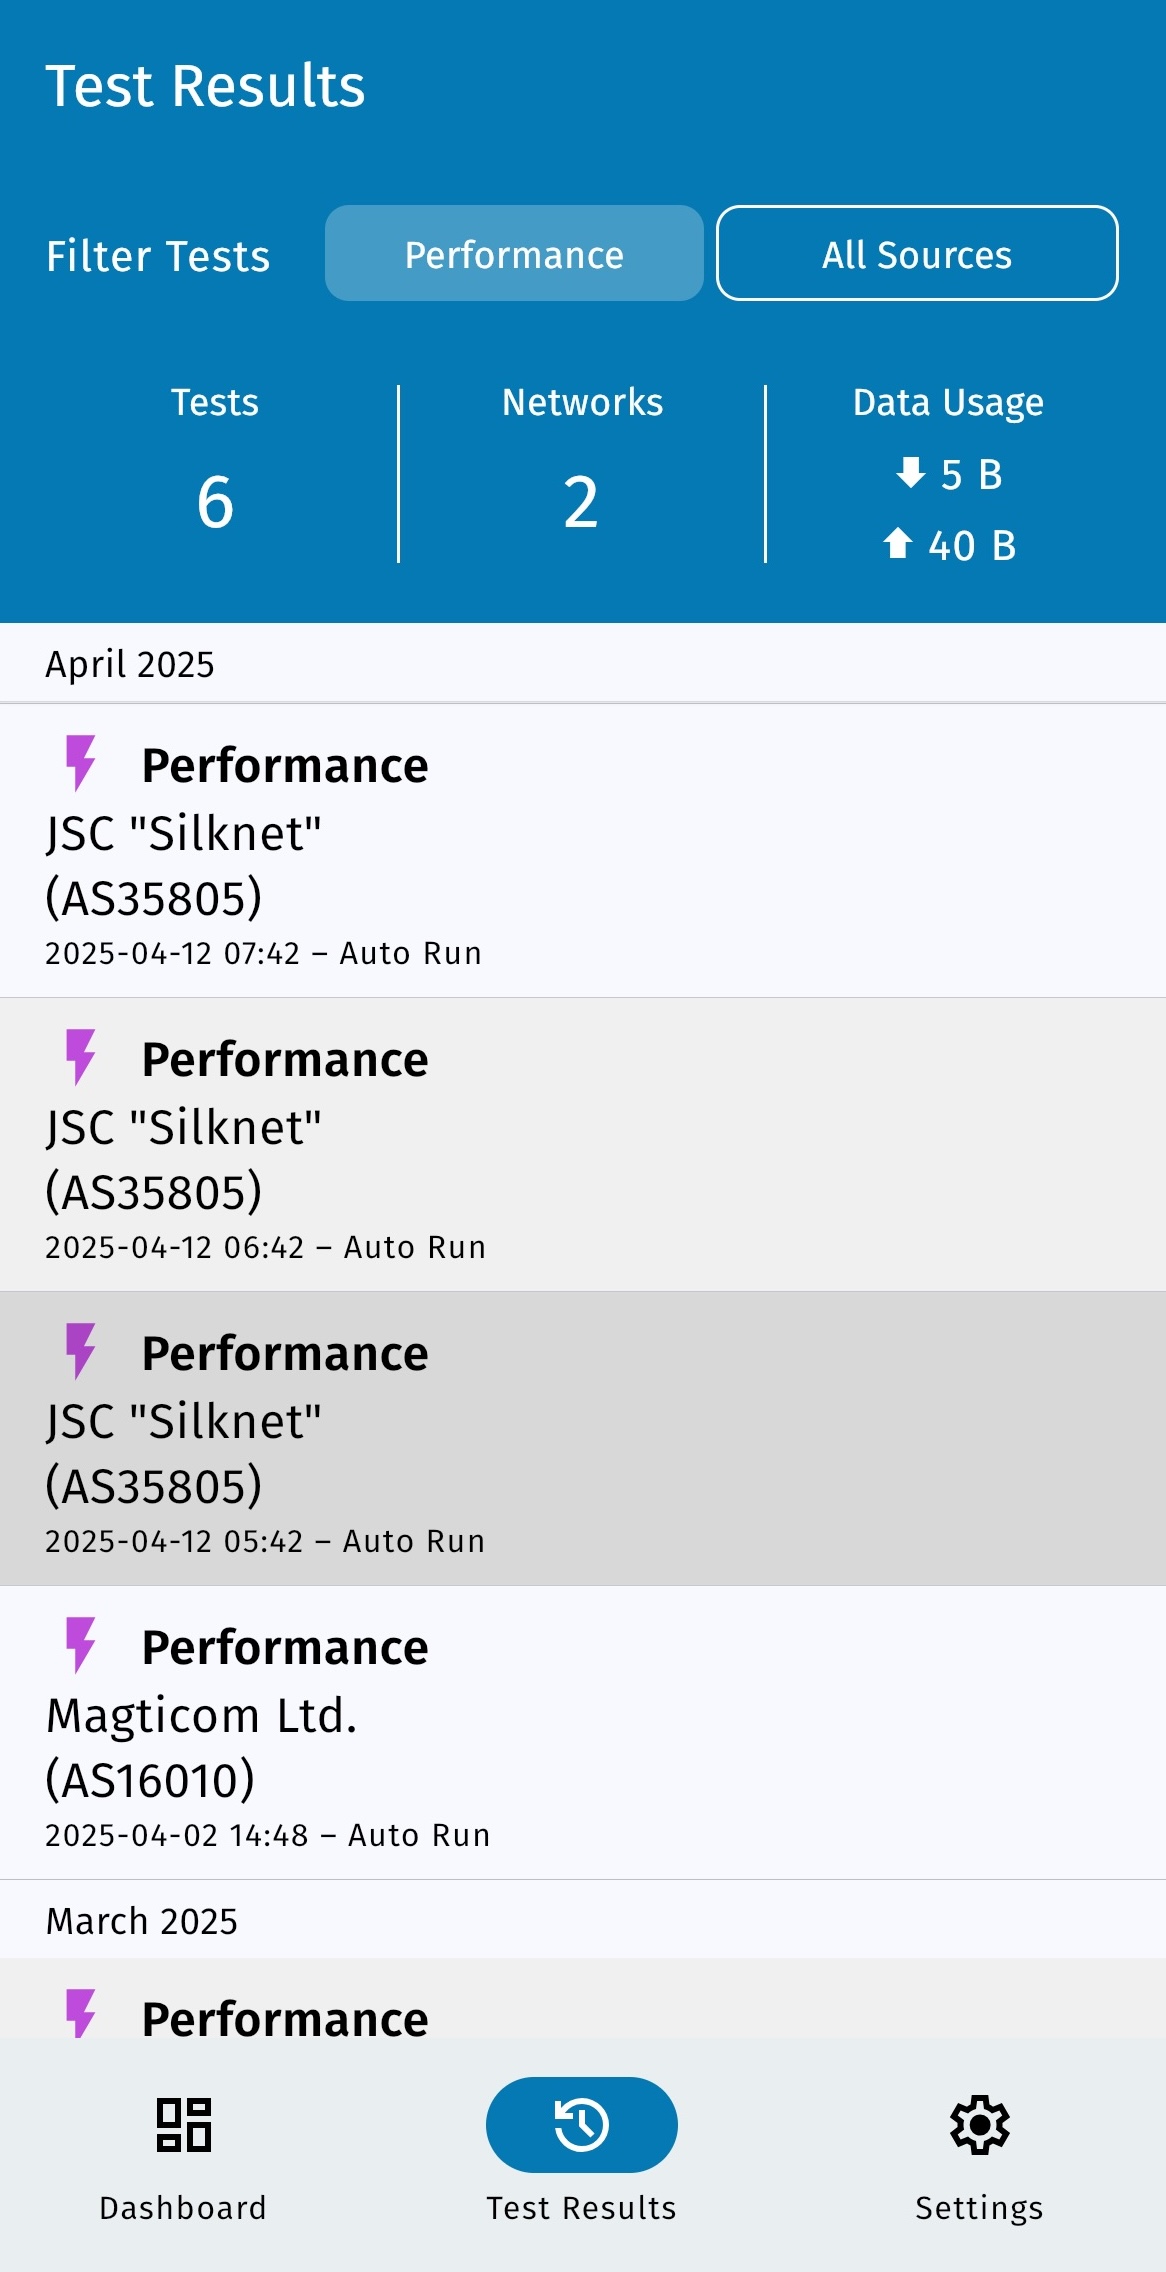 Test Results
Filter Tests Performance All Sources
Tests Networks Data Usage
6 2 5 B
40 B
April 2025
Performance
JSC "Silknet"
(AS35805)
2025-04-12 07:42 – Auto Run
Performance
JSC "Silknet"
(AS35805)
2025-04-12 06:42 – Auto Run
Performance
JSC "Silknet"
(AS35805)
2025-04-12 05:42 – Auto Run
Performance
Magticom Ltd.
(AS16010)
2025-04-02 14:48 – Auto Run
March 2025
Performance
Dashboard Test Results Settings